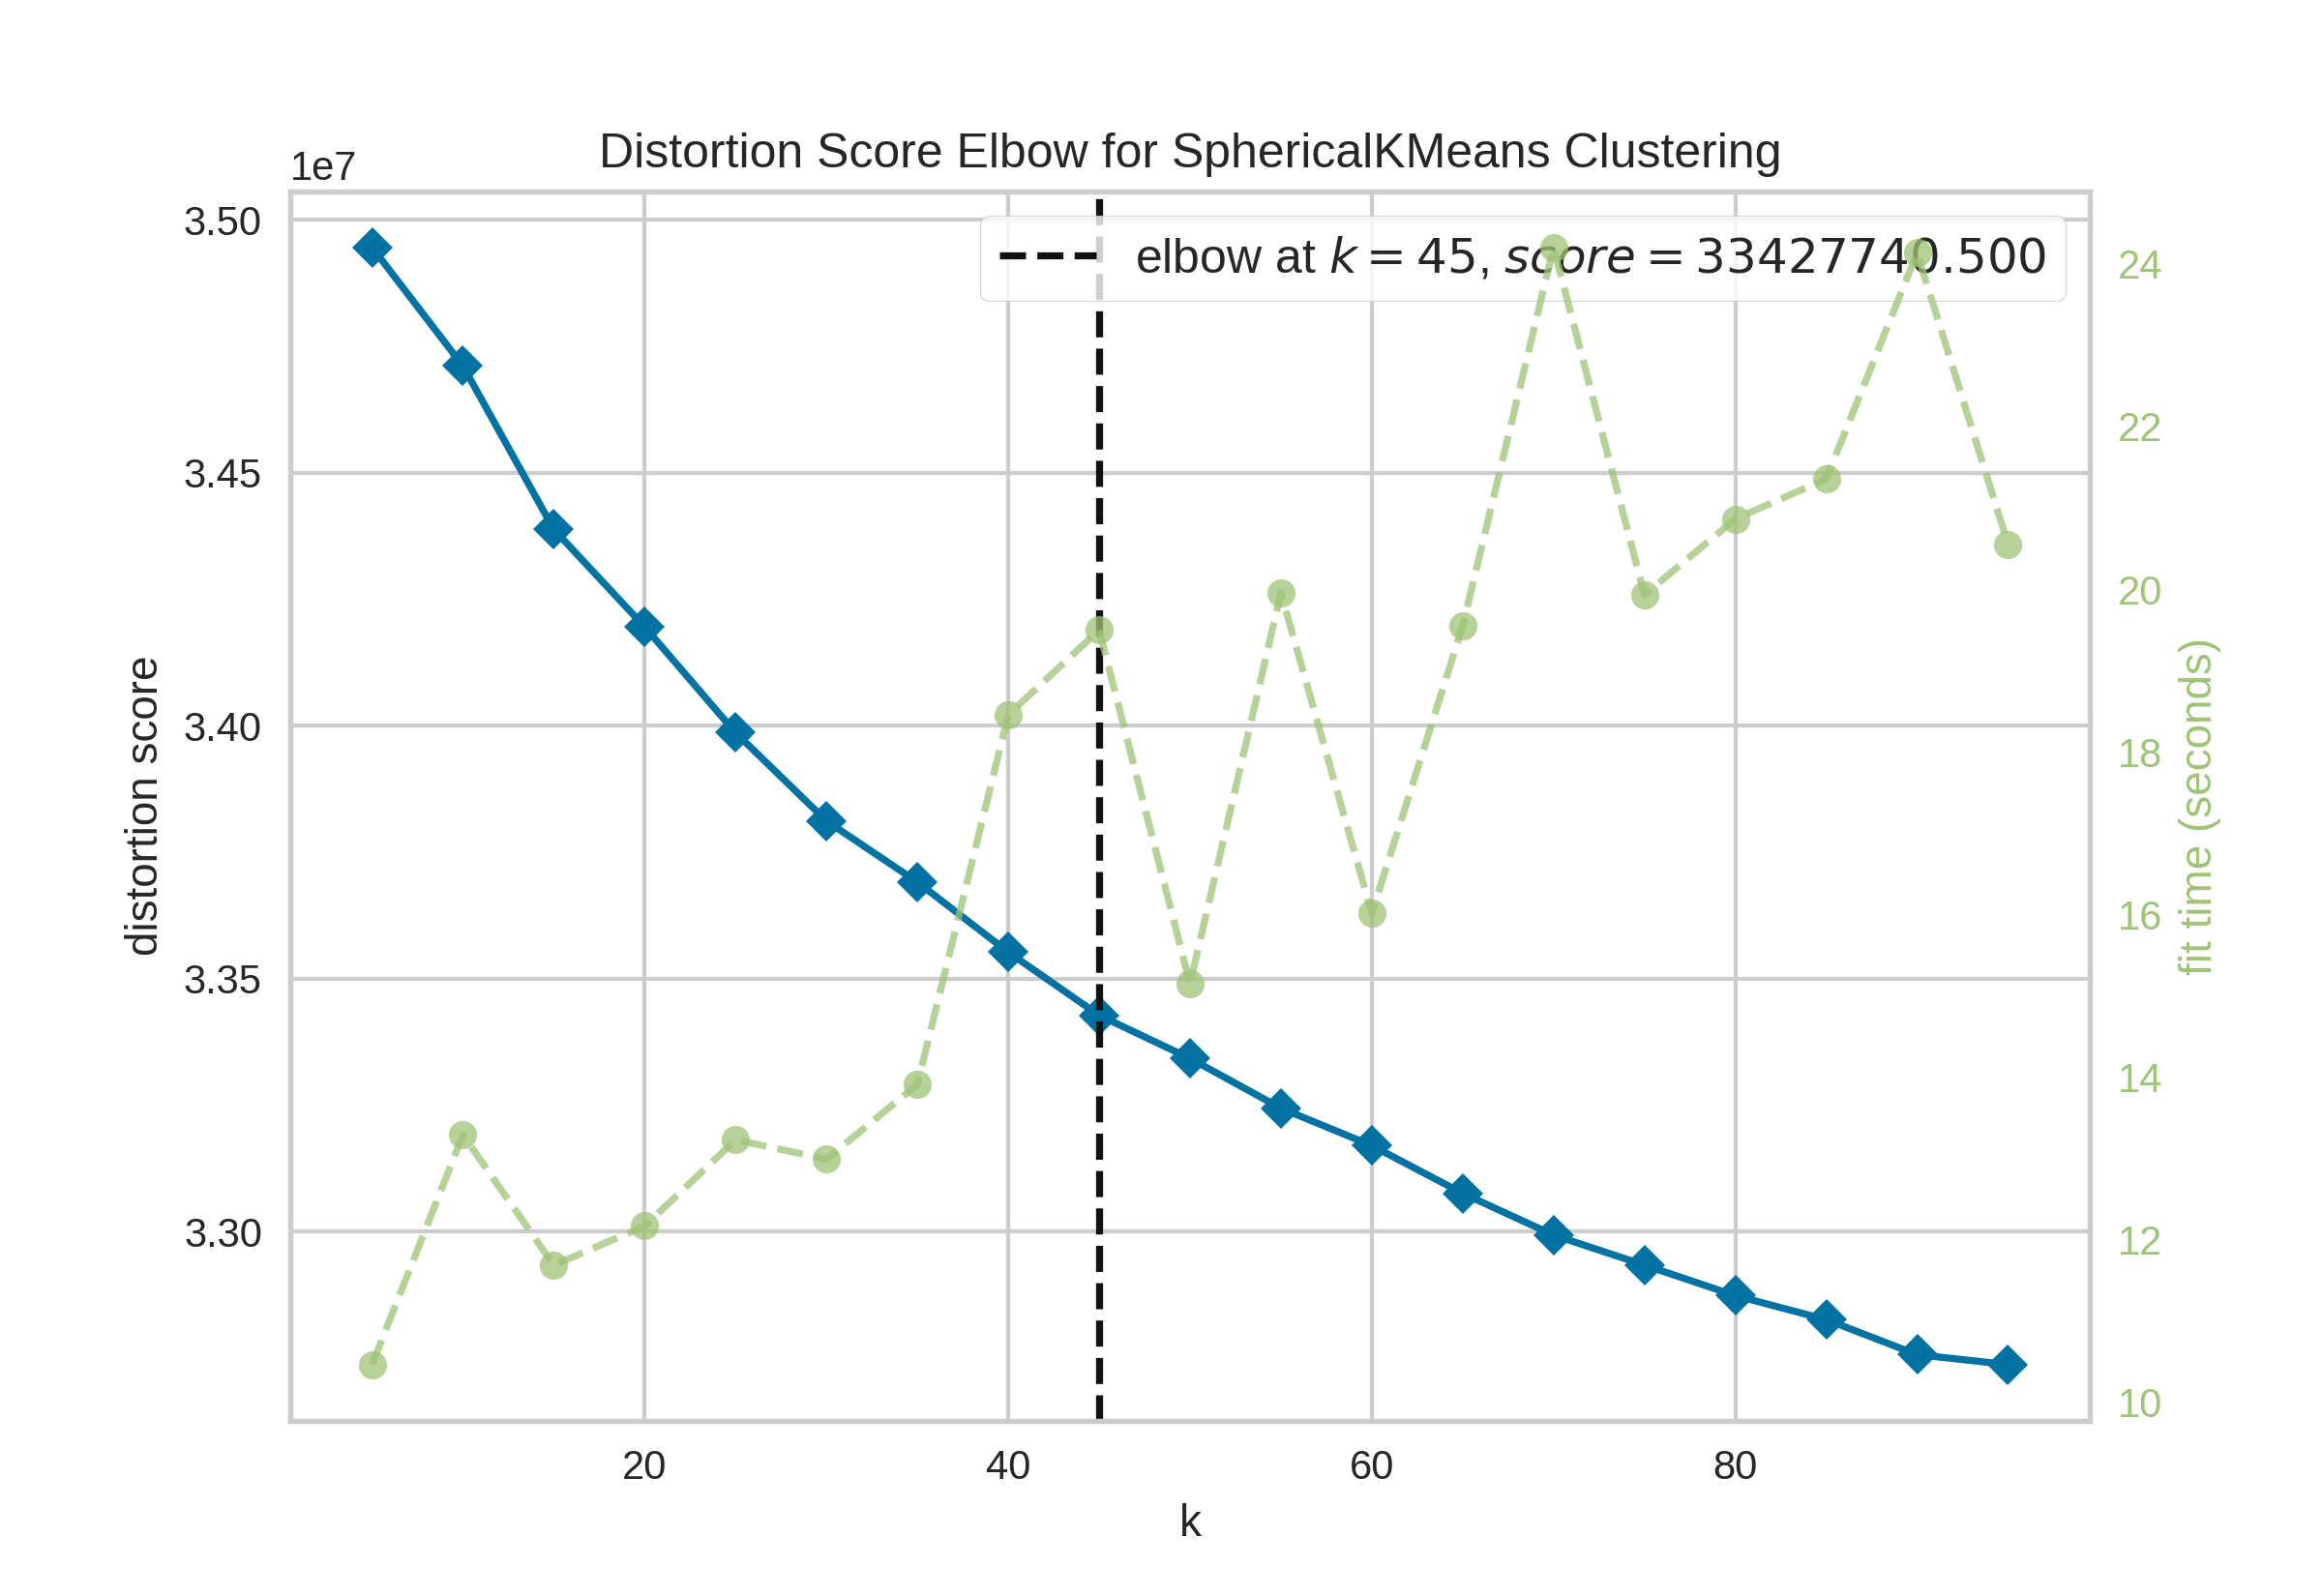 Distortion Score Elbow for SphericalKMeans Clustering
1e7
elbow at k = 45, score = 33427740.500
3.50
3.45
3.40
3.35
3.30
distortion score
24
22
20
18
16
14
12
10
fit time (seconds)
20 40 60 80
k